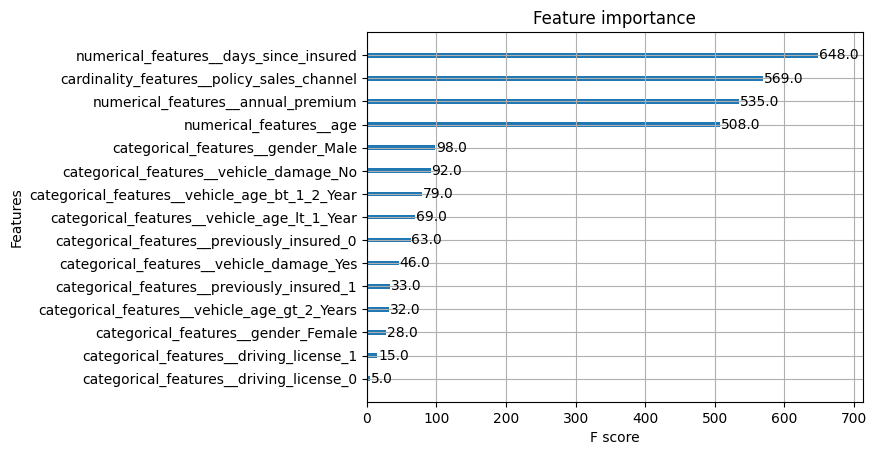 Feature importance
Features
numerical_features__days_since_insured 648.0
cardinality_features__policy_sales_channel 569.0
numerical_features__annual_premium 535.0
numerical_features__age 508.0
categorical_features__gender_Male 98.0
categorical_features__vehicle_damage_No 92.0
categorical_features__vehicle_age_bt_1_2_Year 79.0
categorical_features__vehicle_age_lt_1_Year 69.0
categorical_features__previously_insured_0 63.0
categorical_features__vehicle_damage_Yes 46.0
categorical_features__previously_insured_1 33.0
categorical_features__vehicle_age_gt_2_Years 32.0
categorical_features__gender_Female 28.0
categorical_features__driving_license_1 15.0
categorical_features__driving_license_0 5.0
0 100 200 300 400 500 600 700
F score